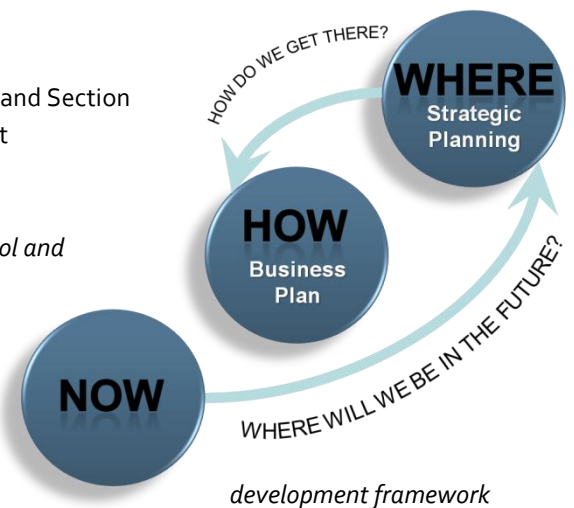 and Section
t
ol and
HOW DO WE GET THERE?
WHERE
Strategic
Planning
HOW
Business
Plan
NOW
WHERE WILL WE BE IN THE FUTURE?
development framework